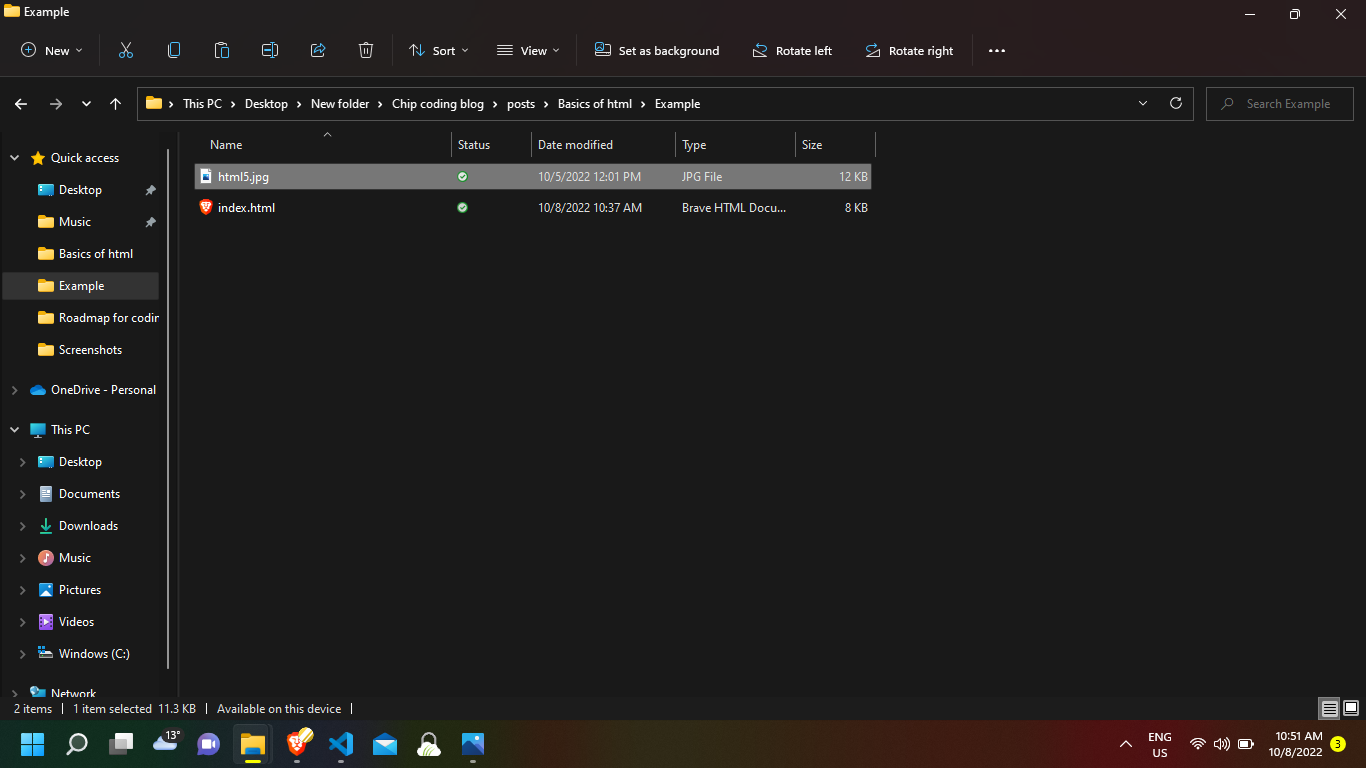 Example
New
Sort
View
Set as background
Rotate left
Rotate right
This PC > Desktop > New folder > Chip coding blog > posts > Basics of html > Example
Search Example
Name Status Date modified Type Size
html5.jpg 10/5/2022 12:01 PM JPG File 12 KB
index.html 10/8/2022 10:37 AM Brave HTML Docu... 8 KB
Quick access
Desktop
Music
Basics of html
Example
Roadmap for codin
Screenshots
OneDrive - Personal
This PC
Desktop
Documents
Downloads
Music
Pictures
Videos
Windows (C:)
Network
2 items 1 item selected 11.3 KB Available on this device
13°
ENG
US
10:51 AM
10/8/2022
3